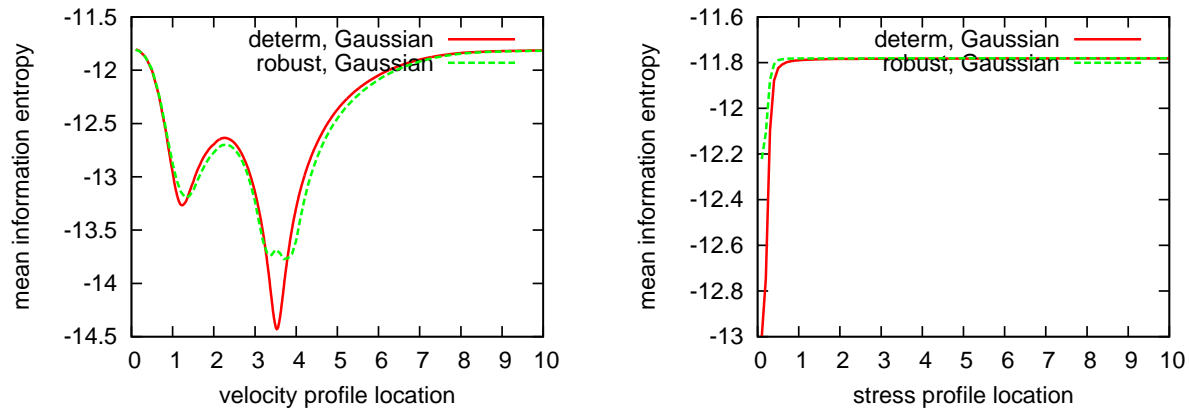 -11.5
-12
-12.5
-13
-13.5
-14
-14.5
0 1 2 3 4 5 6 7 8 9 10
mean information entropy
velocity profile location
determ, Gaussian
robust, Gaussian
-11.6
-11.8
-12
-12.2
-12.4
-12.6
-12.8
-13
0 1 2 3 4 5 6 7 8 9 10
mean information entropy
stress profile location
determ, Gaussian
robust, Gaussian